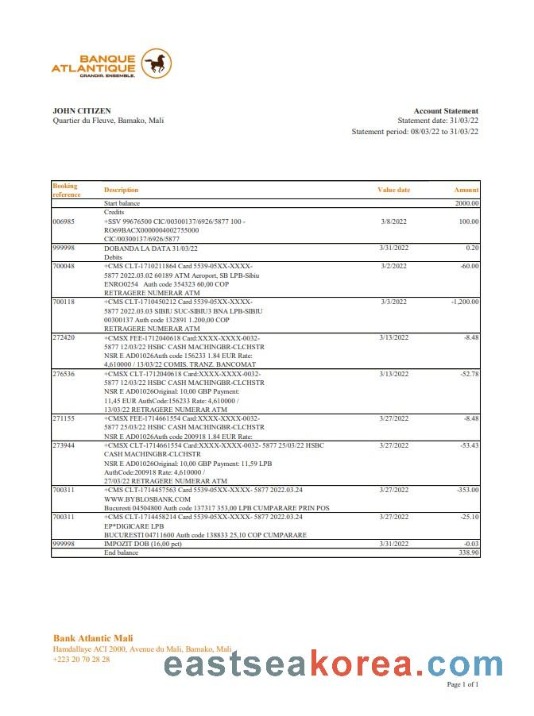 BANQUE
ATLANTIQUE
GRANDIR. ENSEMBLE.
JOHN CITIZEN
Quartier du Fleuve, Bamako, Mali
Account Statement
Statement date: 31/03/22
Statement period: 08/03/22 to 31/03/22
Booking reference Description Value date Amount
Start balance 2000.00
Credits
006985 +SSV 99676500 CIC/00300137/6926/5877 100 - 3/8/2022 100.00
RO69BACX0000004002755000
CIC/00300137/6926/5877
999998 DOBANDA LA DATA 31/03/22 3/31/2022 0.20
Debits
700048 +CMS CLT-1710211864 Card 5539-05XX-XXXX- 3/2/2022 -60.00
5877 2022.03.02 60189 ATM Aeroport, SB LPB-Sibiu
ENRO0254 Auth code 354323 60,00 COP
RETRAGERE NUMERAR ATM
700118 +CMS CLT-1710450212 Card 5539-05XX-XXXX- 3/3/2022 -1,200.00
5877 2022.03.03 SIBIU SUC-SIBIU3 BNA LPB-SIBIU
00300137 Auth code 132891 1.200,00 COP
RETRAGERE NUMERAR ATM
272420 +CMSX FEE-1712040618 Card:XXXX-XXXX-0032- 3/13/2022 -8.48
5877 12/03/22 HSBC CASH MACHINGBR-CLCHSTR
NSR E AD01026Auth code 156233 1.84 EUR Rate:
4,610000 / 13/03/22 COMIS. TRANZ. BANCOMAT
276536 +CMSX CLT-1712040618 Card:XXXX-XXXX-0032- 3/13/2022 -52.78
5877 12/03/22 HSBC CASH MACHINGBR-CLCHSTR
NSR E AD01026Original: 10,00 GBP Payment:
11,45 EUR AuthCode:156233 Rate: 4,610000 /
13/03/22 RETRAGERE NUMERAR ATM
271155 +CMSX FEE-1714661554 Card:XXXX-XXXX-0032- 3/27/2022 -8.48
5877 25/03/22 HSBC CASH MACHINGBR-CLCHSTR
NSR E AD01026Auth code 200918 1.84 EUR Rate:
273944 +CMSX CLT-1714661554 Card:XXXX-XXXX-0032- 5877 25/03/22 HSBC 3/27/2022 -53.43
CASH MACHINGBR-CLCHSTR
NSR E AD01026Original: 10,00 GBP Payment: 11,59 LPB
AuthCode:200918 Rate: 4,610000 /
27/03/22 RETRAGERE NUMERAR ATM
700311 +CMS CLT-1714457563 Card 5539-05XX-XXXX- 5877 2022.03.24 3/27/2022 -353.00
WWW.BYBLOSBANK.COM
Bucuresti 04504800 Auth code 137317 353,00 LPB CUMPARARE PRIN POS
700311 +CMS CLT-1714458214 Card 5539-05XX-XXXX- 5877 2022.03.24 3/27/2022 -25.10
EP*DIGICARE LPB
BUCURESTI04711600 Auth code 138833 25,10 COP CUMPARARE
999998 IMPOZIT DOB (16,00 pct) 3/31/2022 -0.03
End balance 338.90
Bank Atlantic Mali
Hamdallaye ACI 2000, Avenue du Mali, Bamako, Mali
+223 20 70 28 28
eastseakorea.com
Page 1 of 1